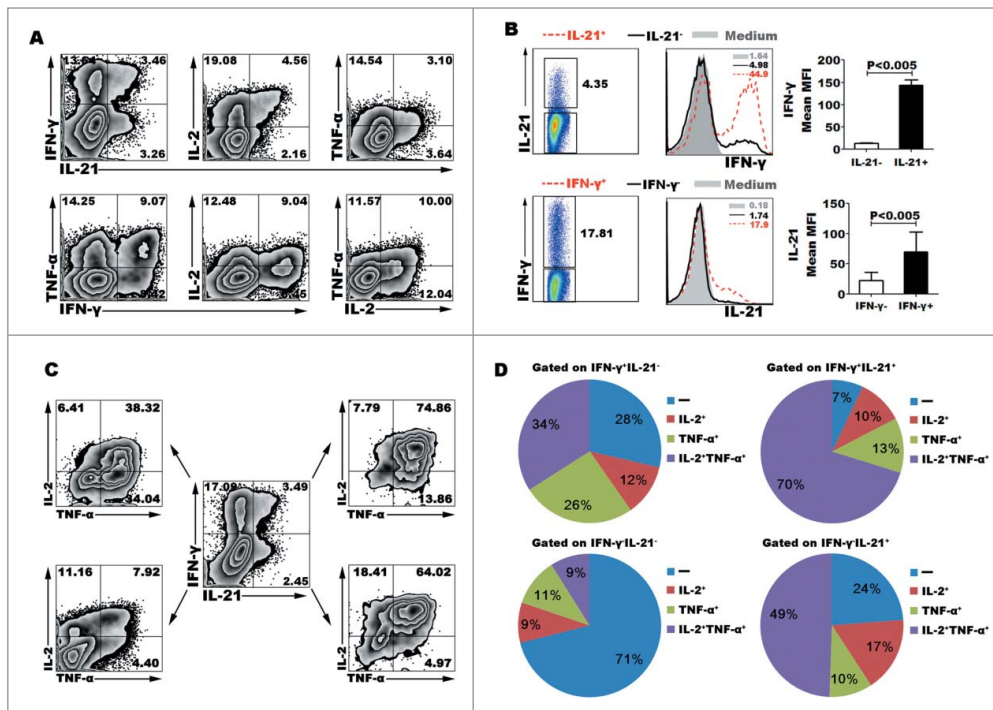 A
13.64 3.46
IFN-γ
3.26
IL-21
19.08 4.56
IL-2
2.16
14.54 3.10
TNF-α
3.64
14.25 9.07
TNF-α
IFN-γ
12.48 9.04
IL-2
11.57 10.00
TNF-α
12.04
IL-2
B
IL-21⁺ IL-21⁻ Medium
4.35
IL-21
1.64
4.98
44.9
IFN-γ
P<0.005
200
150
100
50
0
IFN-γ
Mean MFI
IL-21- IL-21+
IFN-γ⁺ IFN-γ⁻ Medium
17.81
IFN-γ
0.18
1.74
17.9
IL-21
P<0.005
150
100
50
0
IL-21
Mean MFI
IFN-γ- IFN-γ+
C
6.41 38.32
IL-2
34.04
TNF-α
7.79 74.86
IL-2
13.86
TNF-α
17.09 3.49
IFN-γ
2.45
IL-21
11.16 7.92
IL-2
4.40
TNF-α
18.41 64.02
IL-2
4.97
TNF-α
D
Gated on IFN-γ⁺IL-21⁻
28%
12%
26%
34%
—
IL-2⁺
TNF-α⁺
IL-2⁺TNF-α⁺
Gated on IFN-γ⁺IL-21⁺
7%
10%
13%
70%
—
IL-2⁺
TNF-α⁺
IL-2⁺TNF-α⁺
Gated on IFN-γ⁻IL-21⁻
9%
11%
9%
71%
—
IL-2⁺
TNF-α⁺
IL-2⁺TNF-α⁺
Gated on IFN-γ⁻IL-21⁺
24%
17%
10%
49%
—
IL-2⁺
TNF-α⁺
IL-2⁺TNF-α⁺